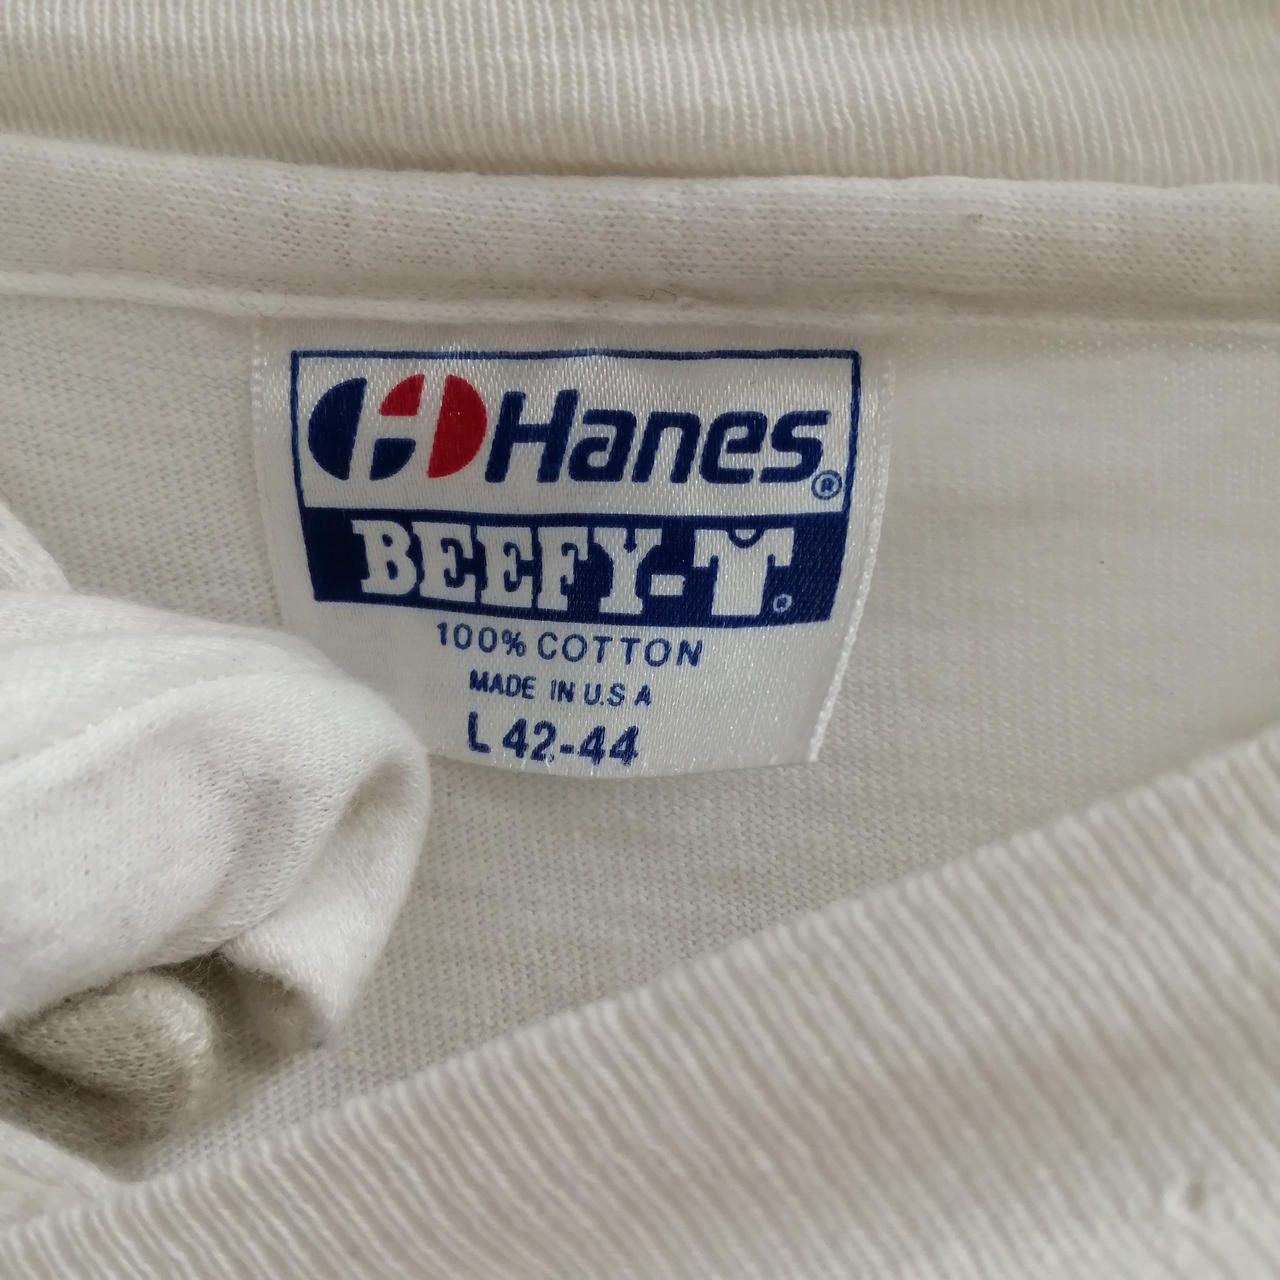 Hanes®
BEEFY-T®
100% COTTON
MADE IN U.S A
L 42-44